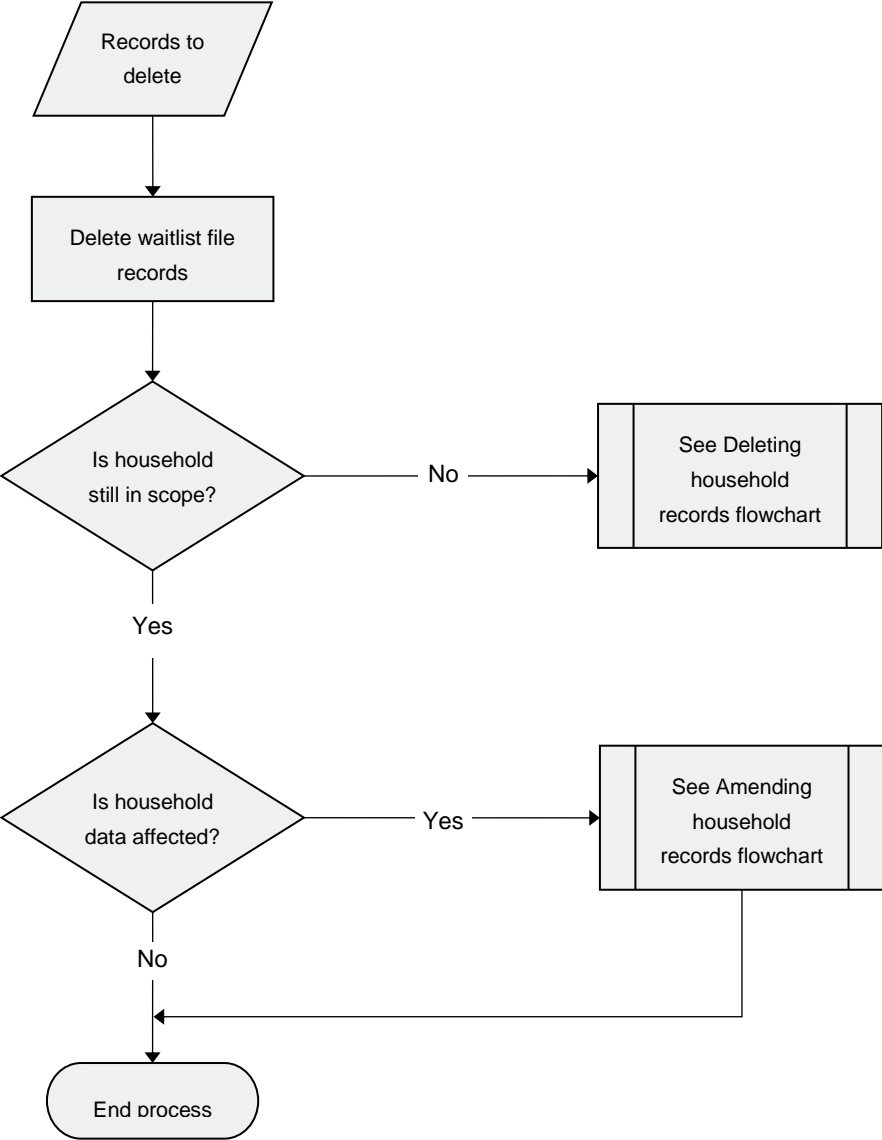 Records to
delete
Delete waitlist file
records
Is household
still in scope?
No
See Deleting
household
records flowchart
Yes
Is household
data affected?
Yes
See Amending
household
records flowchart
No
End process